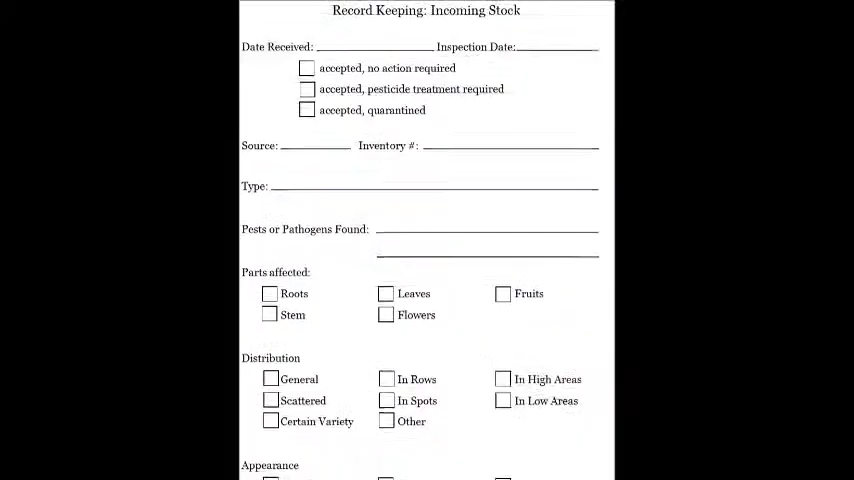 Record Keeping: Incoming Stock
Date Received: Inspection Date:
accepted, no action required
accepted, pesticide treatment required
accepted, quarantined
Source: Inventory #:
Type:
Pests or Pathogens Found:
Parts affected:
Roots Leaves Fruits
Stem Flowers
Distribution
General In Rows In High Areas
Scattered In Spots In Low Areas
Certain Variety Other
Appearance